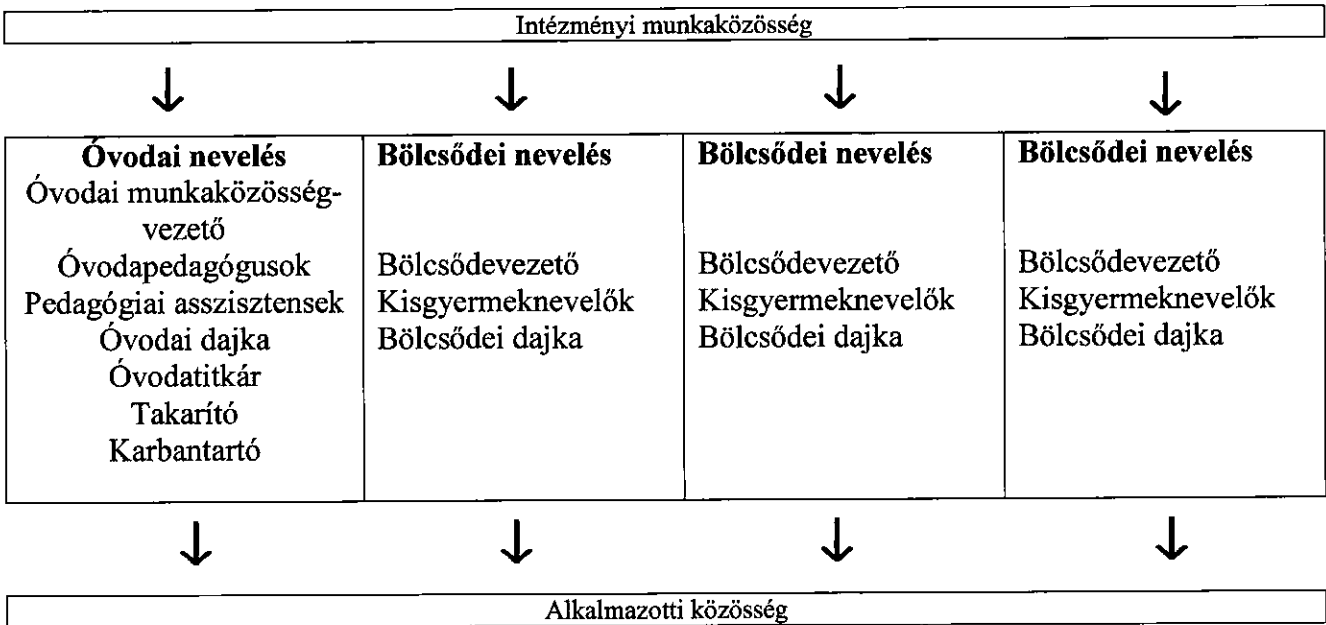 Intézményi munkaközösség
Óvodai nevelés
Óvodai munkaközösség-
vezető
Óvodapedagógusok
Pedagógiai asszisztensek
Óvodai dajka
Óvodatitkár
Takarító
Karbantartó
Bölcsődei nevelés
Bölcsődevezető
Kisgyermeknevelők
Bölcsődei dajka
Bölcsődei nevelés
Bölcsődevezető
Kisgyermeknevelők
Bölcsődei dajka
Bölcsődei nevelés
Bölcsődevezető
Kisgyermeknevelők
Bölcsődei dajka
Alkalmazotti közösség